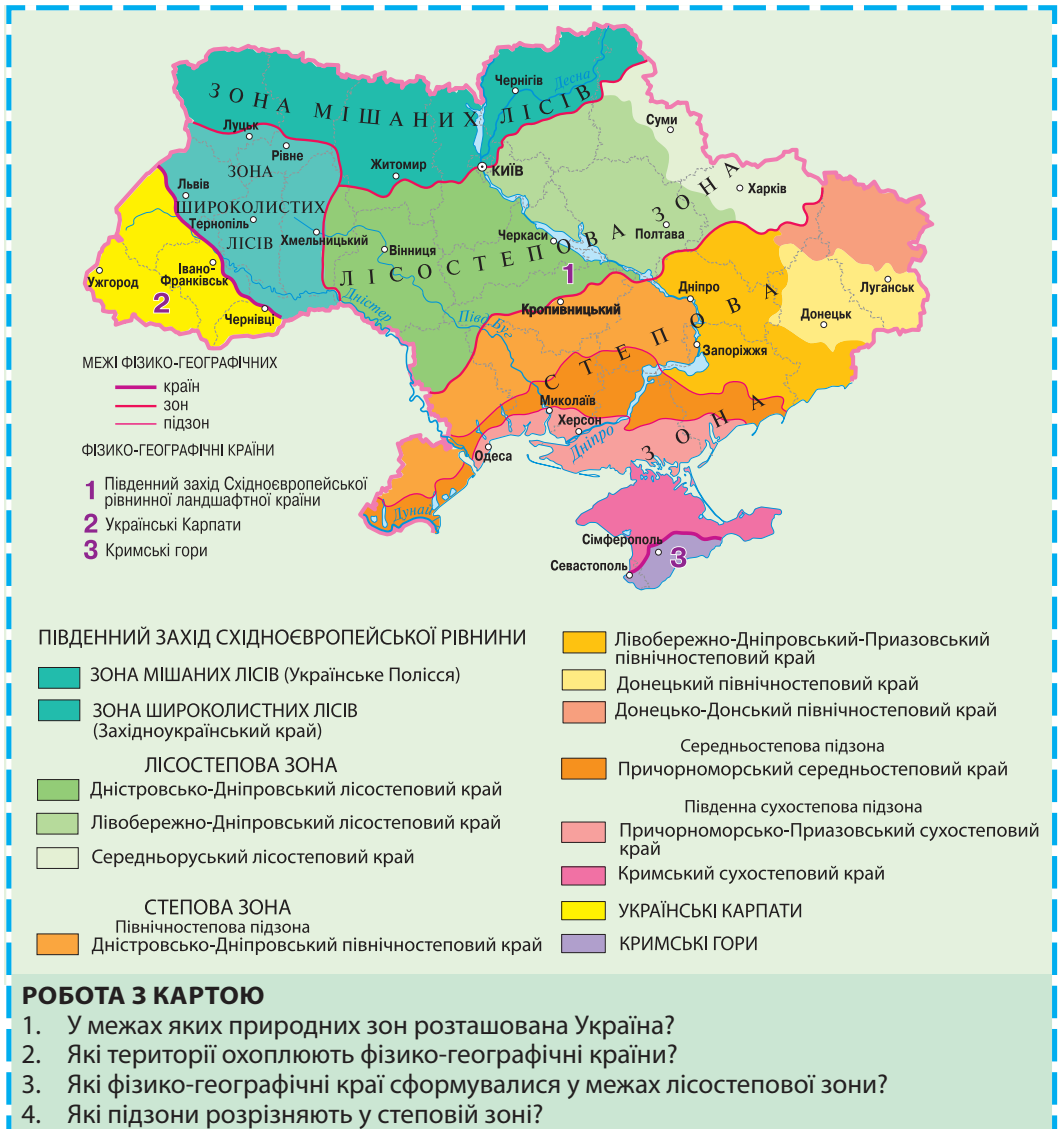 ЗОНА МІШАНИХ ЛІСІВ
Чернігів
Десна
Суми
Луцьк
Рівне
ЗОНА
ШИРОКОЛИСТИХ
ЛІСІВ
Житомир
КИЇВ
Львів
Тернопіль
Хмельницький
Вінниця
Черкаси
Полтава
Харків
ЛІСОСТЕПОВА ЗОНА
1
Ужгород
2
Івано-
Франківськ
Чернівці
Дністер
Півд Буг
Кропивницький
Дніпро
Луганськ
Донецьк
Запоріжжя
СТЕПОВА
ЗОНА
Миколаїв
Херсон
Дніпро
Одеса
Дунай
Сімферополь
3
Севастополь
МЕЖІ ФІЗИКО-ГЕОГРАФІЧНИХ
країн
зон
підзон
ФІЗИКО-ГЕОГРАФІЧНІ КРАЇНИ
1 Південний захід Східноєвропейської
рівнинної ландшафтної країни
2 Українські Карпати
3 Кримські гори
ПІВДЕННИЙ ЗАХІД СХІДНОЄВРОПЕЙСЬКОЇ РІВНИНИ
ЗОНА МІШАНИХ ЛІСІВ (Українське Полісся)
ЗОНА ШИРОКОЛИСТНИХ ЛІСІВ
(Західноукраїнський край)
ЛІСОСТЕПОВА ЗОНА
Дністровсько-Дніпровський лісостеповий край
Лівобережно-Дніпровський лісостеповий край
Середньоруський лісостеповий край
СТЕПОВА ЗОНА
Північностепова підзона
Дністровсько-Дніпровський північностеповий край
Лівобережно-Дніпровський-Приазовський
північностеповий край
Донецький північностеповий край
Донецько-Донський північностеповий край
Середньостепова підзона
Причорноморський середньостеповий край
Південна сухостепова підзона
Причорноморсько-Приазовський сухостеповий
край
Кримський сухостеповий край
УКРАЇНСЬКІ КАРПАТИ
КРИМСЬКІ ГОРИ
РОБОТА З КАРТОЮ
1. У межах яких природних зон розташована Україна?
2. Які території охоплюють фізико-географічні країни?
3. Які фізико-географічні краї сформувалися у межах лісостепової зони?
4. Які підзони розрізняють у степовій зоні?